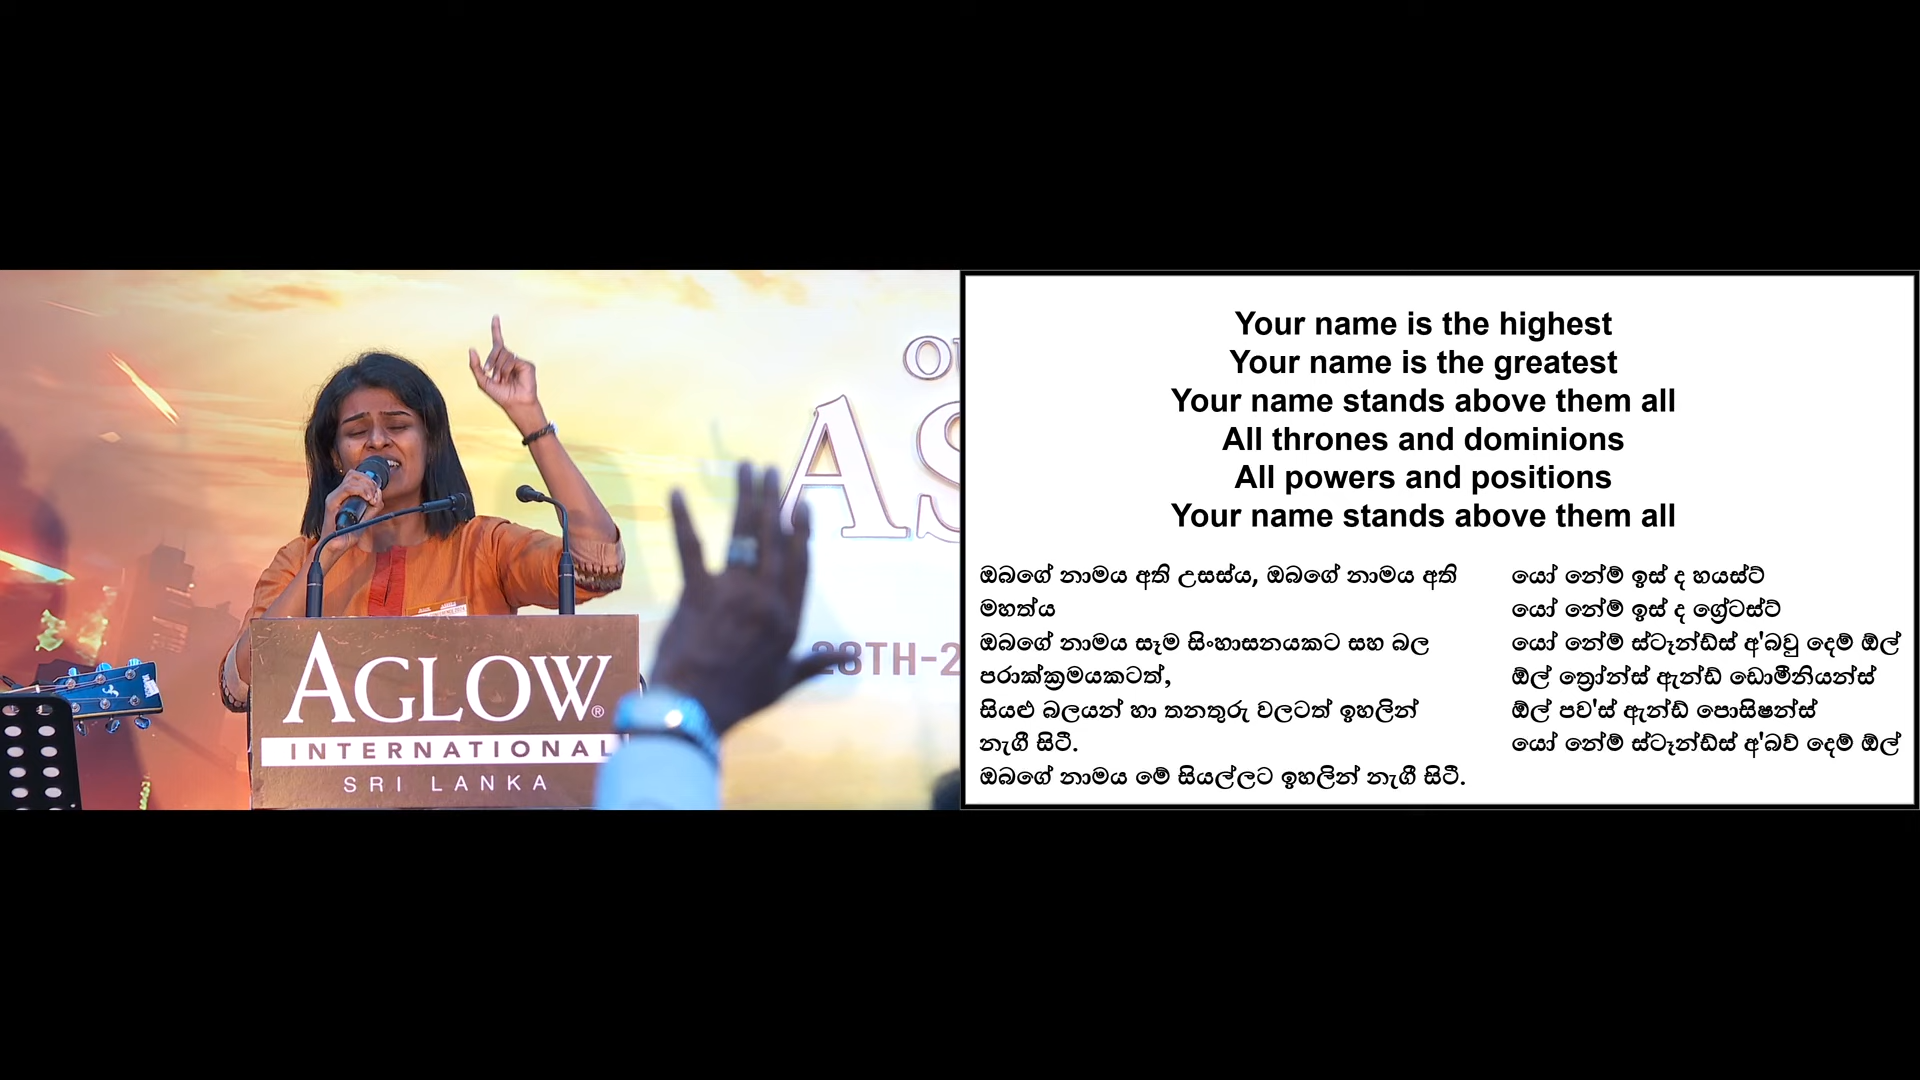 AS
28TH-2
AGLOW®
INTERNATIONAL
SRI LANKA
Your name is the highest
Your name is the greatest
Your name stands above them all
All thrones and dominions
All powers and positions
Your name stands above them all
ඔබගේ නාමය අති උසස්ය, ඔබගේ නාමය අති
මහත්ය
ඔබගේ නාමය සෑම සිංහාසනයකට සහ බල
පරාක්ක්‍රමයකටත්,
සියළු බලයන් හා තනතුරු වලටත් ඉහලින්
නැගී සිටී.
ඔබගේ නාමය මේ සියල්ලට ඉහලින් නැගී සිටී.
යෝ නේම් ඉස් ද හයස්ට්
යෝ නේම් ඉස් ද ග්‍රේටස්ට්
යෝ නේම් ස්ටෑන්ඩ්ස් අ'බවු දෙම් ඕල්
ඕල් ත්‍රෝන්ස් ඇන්ඩ් ඩොමීනියන්ස්
ඕල් පව'ස් ඇන්ඩ් පොසිෂන්ස්
යෝ නේම් ස්ටෑන්ඩ්ස් අ'බව් දෙම් ඕල්